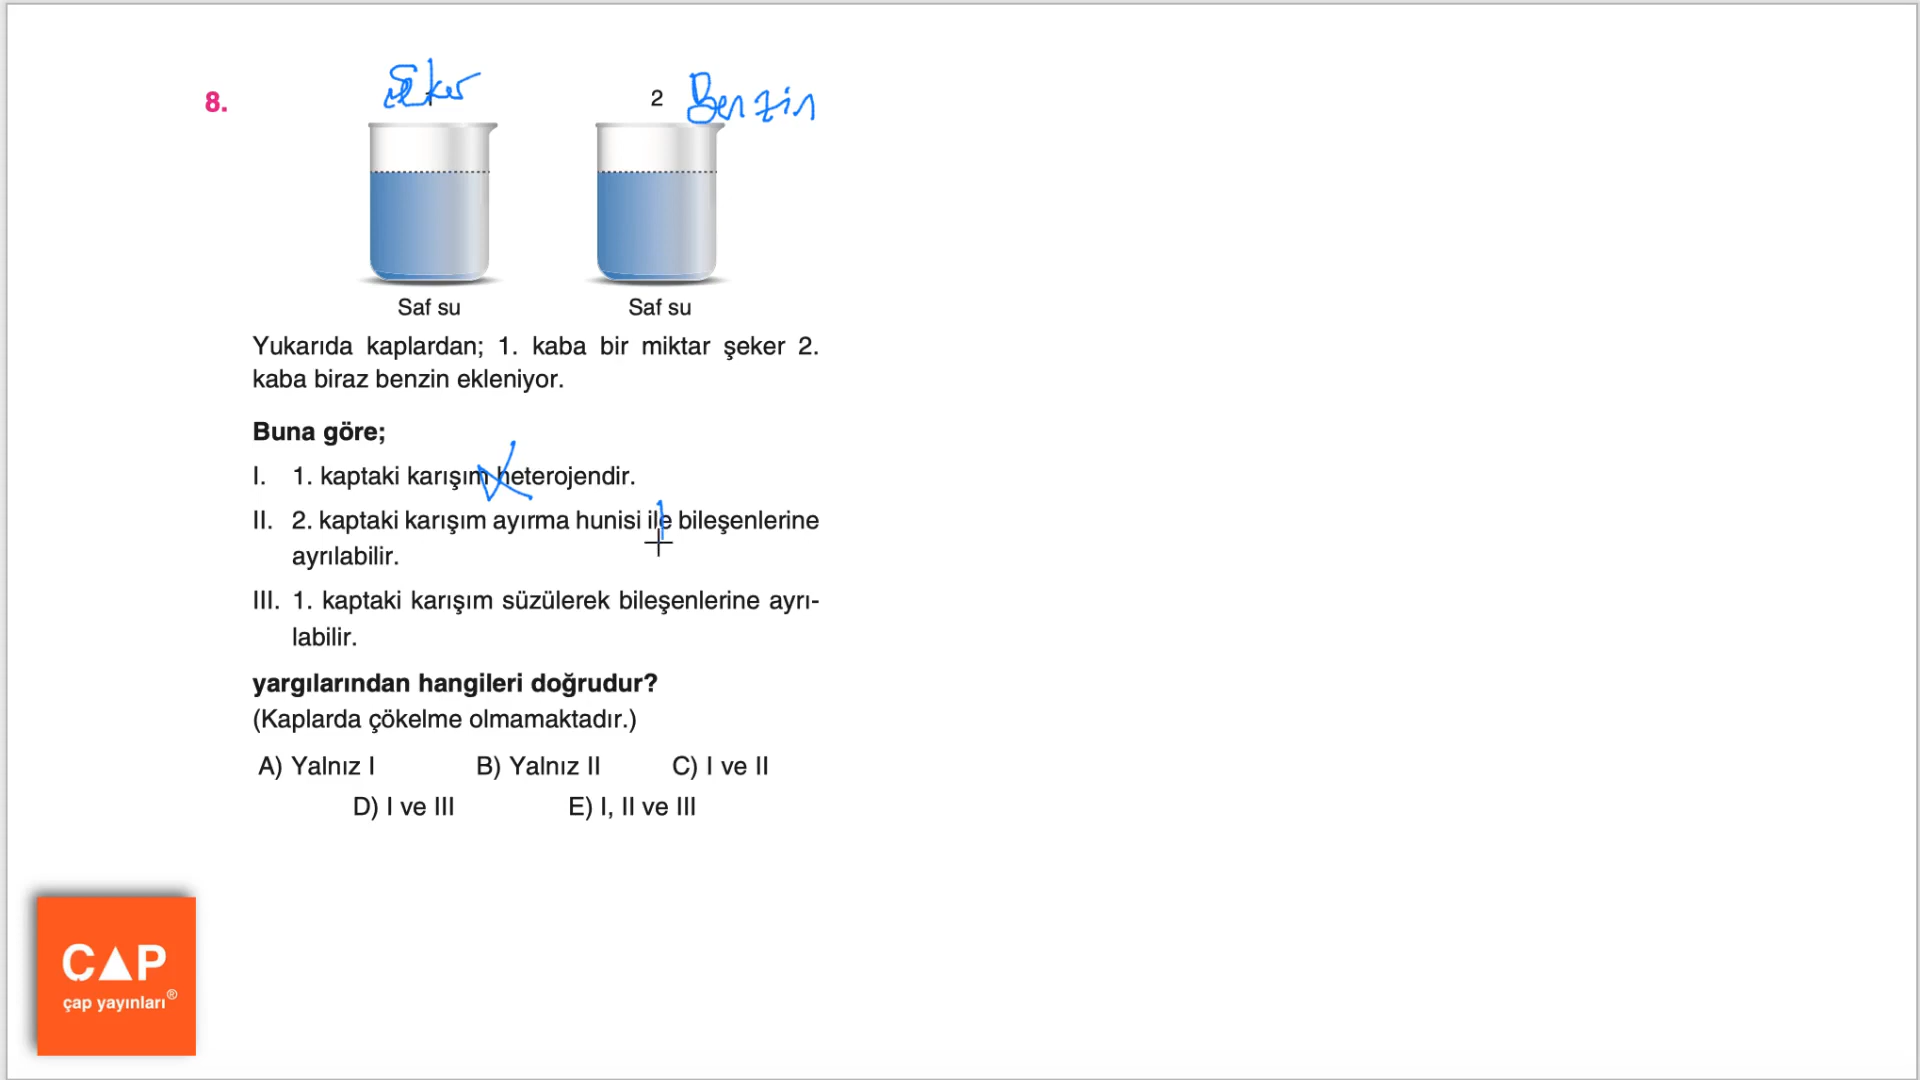 8.
Şeker
2 Benzin
Saf su Saf su
Yukarıda kaplardan; 1. kaba bir miktar şeker 2.
kaba biraz benzin ekleniyor.
Buna göre;
I. 1. kaptaki karışım heterojendir.
II. 2. kaptaki karışım ayırma hunisi ile bileşenlerine
ayrılabilir.
III. 1. kaptaki karışım süzülerek bileşenlerine ayrı-
labilir.
yargılarından hangileri doğrudur?
(Kaplarda çökelme olmamaktadır.)
A) Yalnız I B) Yalnız II C) I ve II
D) I ve III E) I, II ve III
ÇAP
çap yayınları®